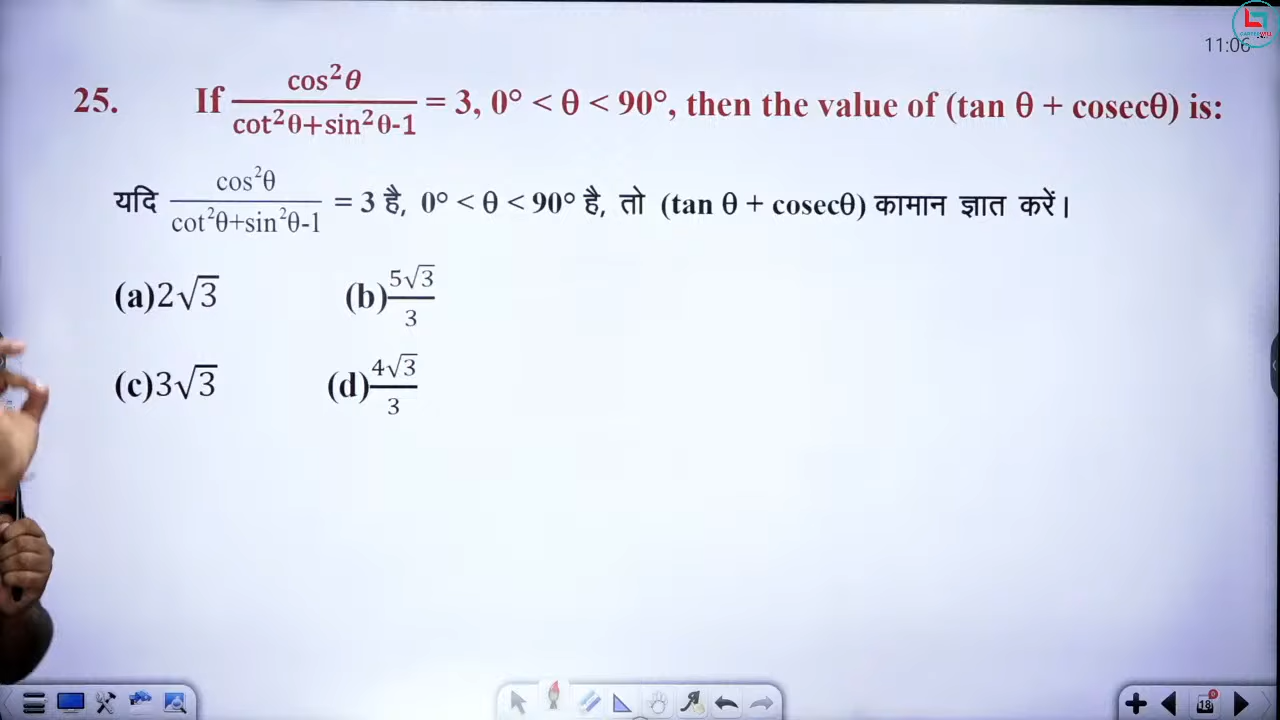 11:06
25. If cos²θ/(cot²θ+sin²θ-1) = 3, 0° < θ < 90°, then the value of (tan θ + cosecθ) is:
यदि cos²θ/(cot²θ+sin²θ-1) = 3 है, 0° < θ < 90° है, तो (tan θ + cosecθ) कामान ज्ञात करें।
(a)2√3 (b)5√3/3
(c)3√3 (d)4√3/3
18